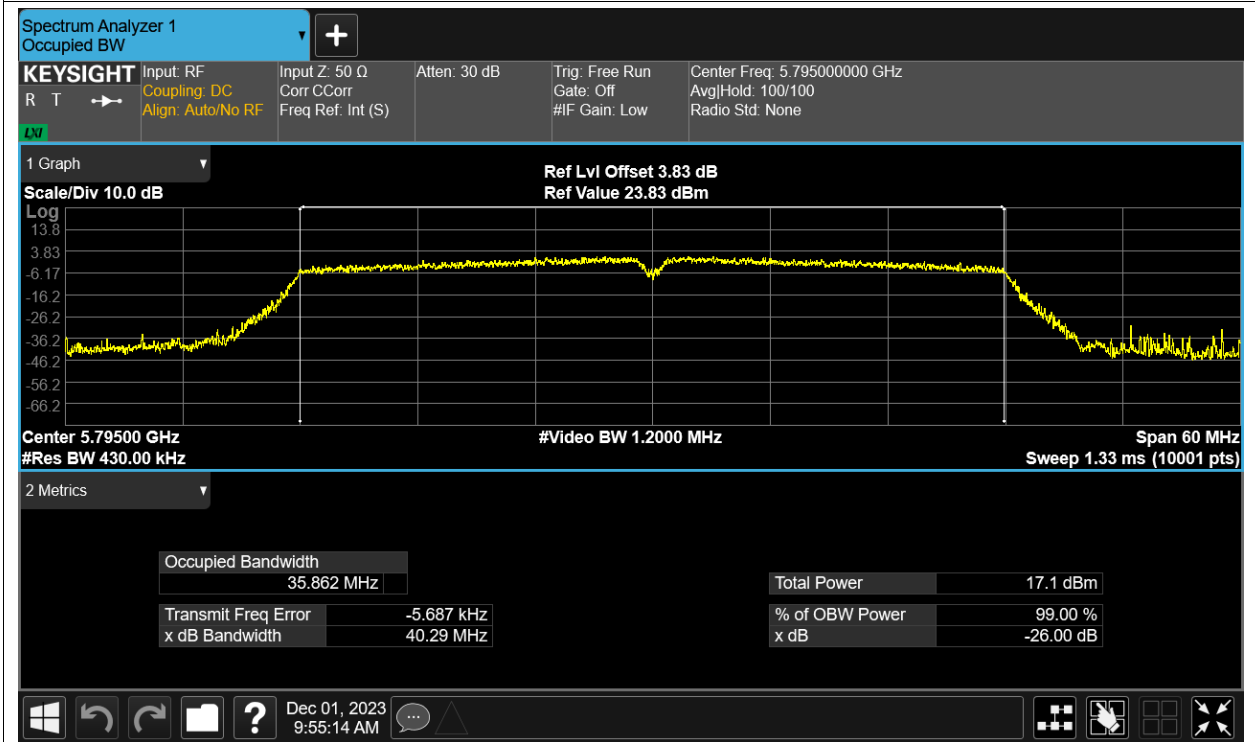 Spectrum Analyzer 1
Occupied BW
KEYSIGHT
R T
LXI
Input: RF
Coupling: DC
Align: Auto/No RF
Input Z: 50 Ω
Corr CCorr
Freq Ref: Int (S)
Atten: 30 dB
Trig: Free Run
Gate: Off
#IF Gain: Low
Center Freq: 5.795000000 GHz
Avg|Hold: 100/100
Radio Std: None
1 Graph
Scale/Div 10.0 dB
Ref Lvl Offset 3.83 dB
Ref Value 23.83 dBm
Log
13.8
3.83
-6.17
-16.2
-26.2
-36.2
-46.2
-56.2
-66.2
Center 5.79500 GHz
#Video BW 1.2000 MHz
Span 60 MHz
#Res BW 430.00 kHz
Sweep 1.33 ms (10001 pts)
2 Metrics
Occupied Bandwidth
35.862 MHz
Total Power 17.1 dBm
Transmit Freq Error -5.687 kHz
% of OBW Power 99.00 %
x dB Bandwidth 40.29 MHz
x dB -26.00 dB
?
Dec 01, 2023
9:55:14 AM